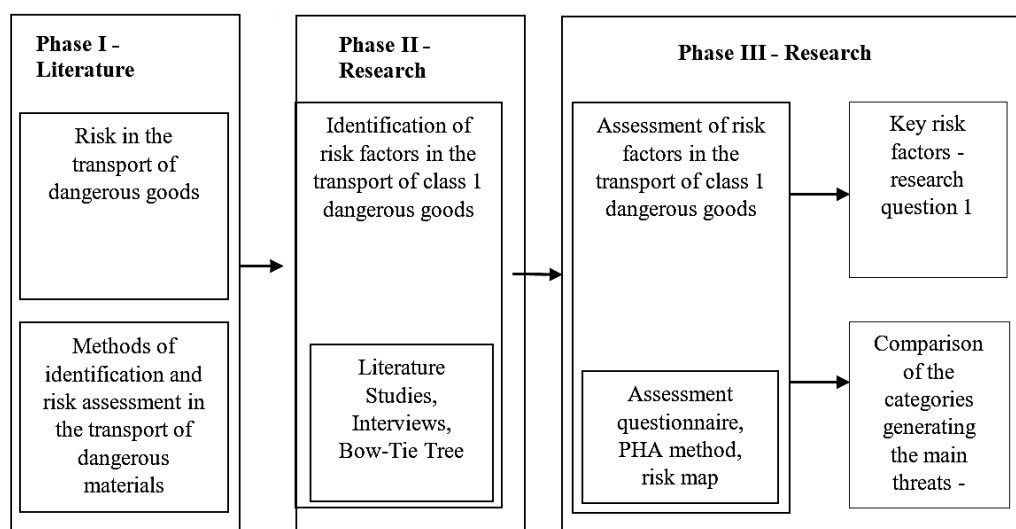 Phase I -
Literature
Risk in the
transport of
dangerous goods
Methods of
identification and
risk assessment in
the transport of
dangerous
materials
Phase II -
Research
Identification of
risk factors in the
transport of class 1
dangerous goods
Literature
Studies,
Interviews,
Bow-Tie Tree
Phase III - Research
Assessment of risk
factors in the
transport of class 1
dangerous goods
Assessment
questionnaire,
PHA method,
risk map
Key risk
factors -
research
question 1
Comparison
of the
categories
generating
the main
threats -